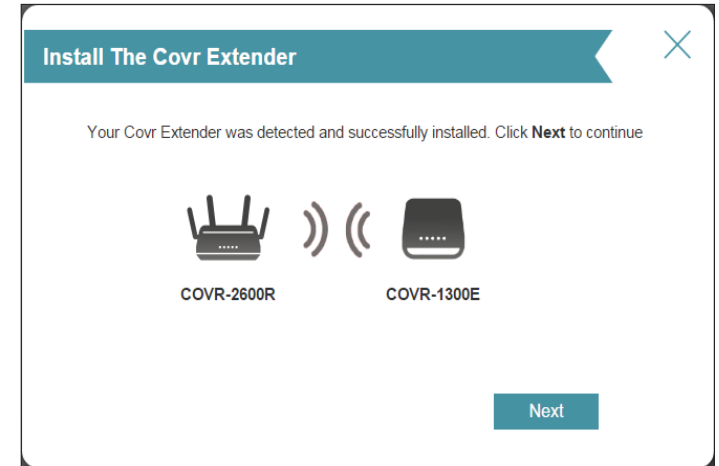 Install The Covr Extender
Your Covr Extender was detected and successfully installed. Click Next to continue
COVR-2600R COVR-1300E
Next